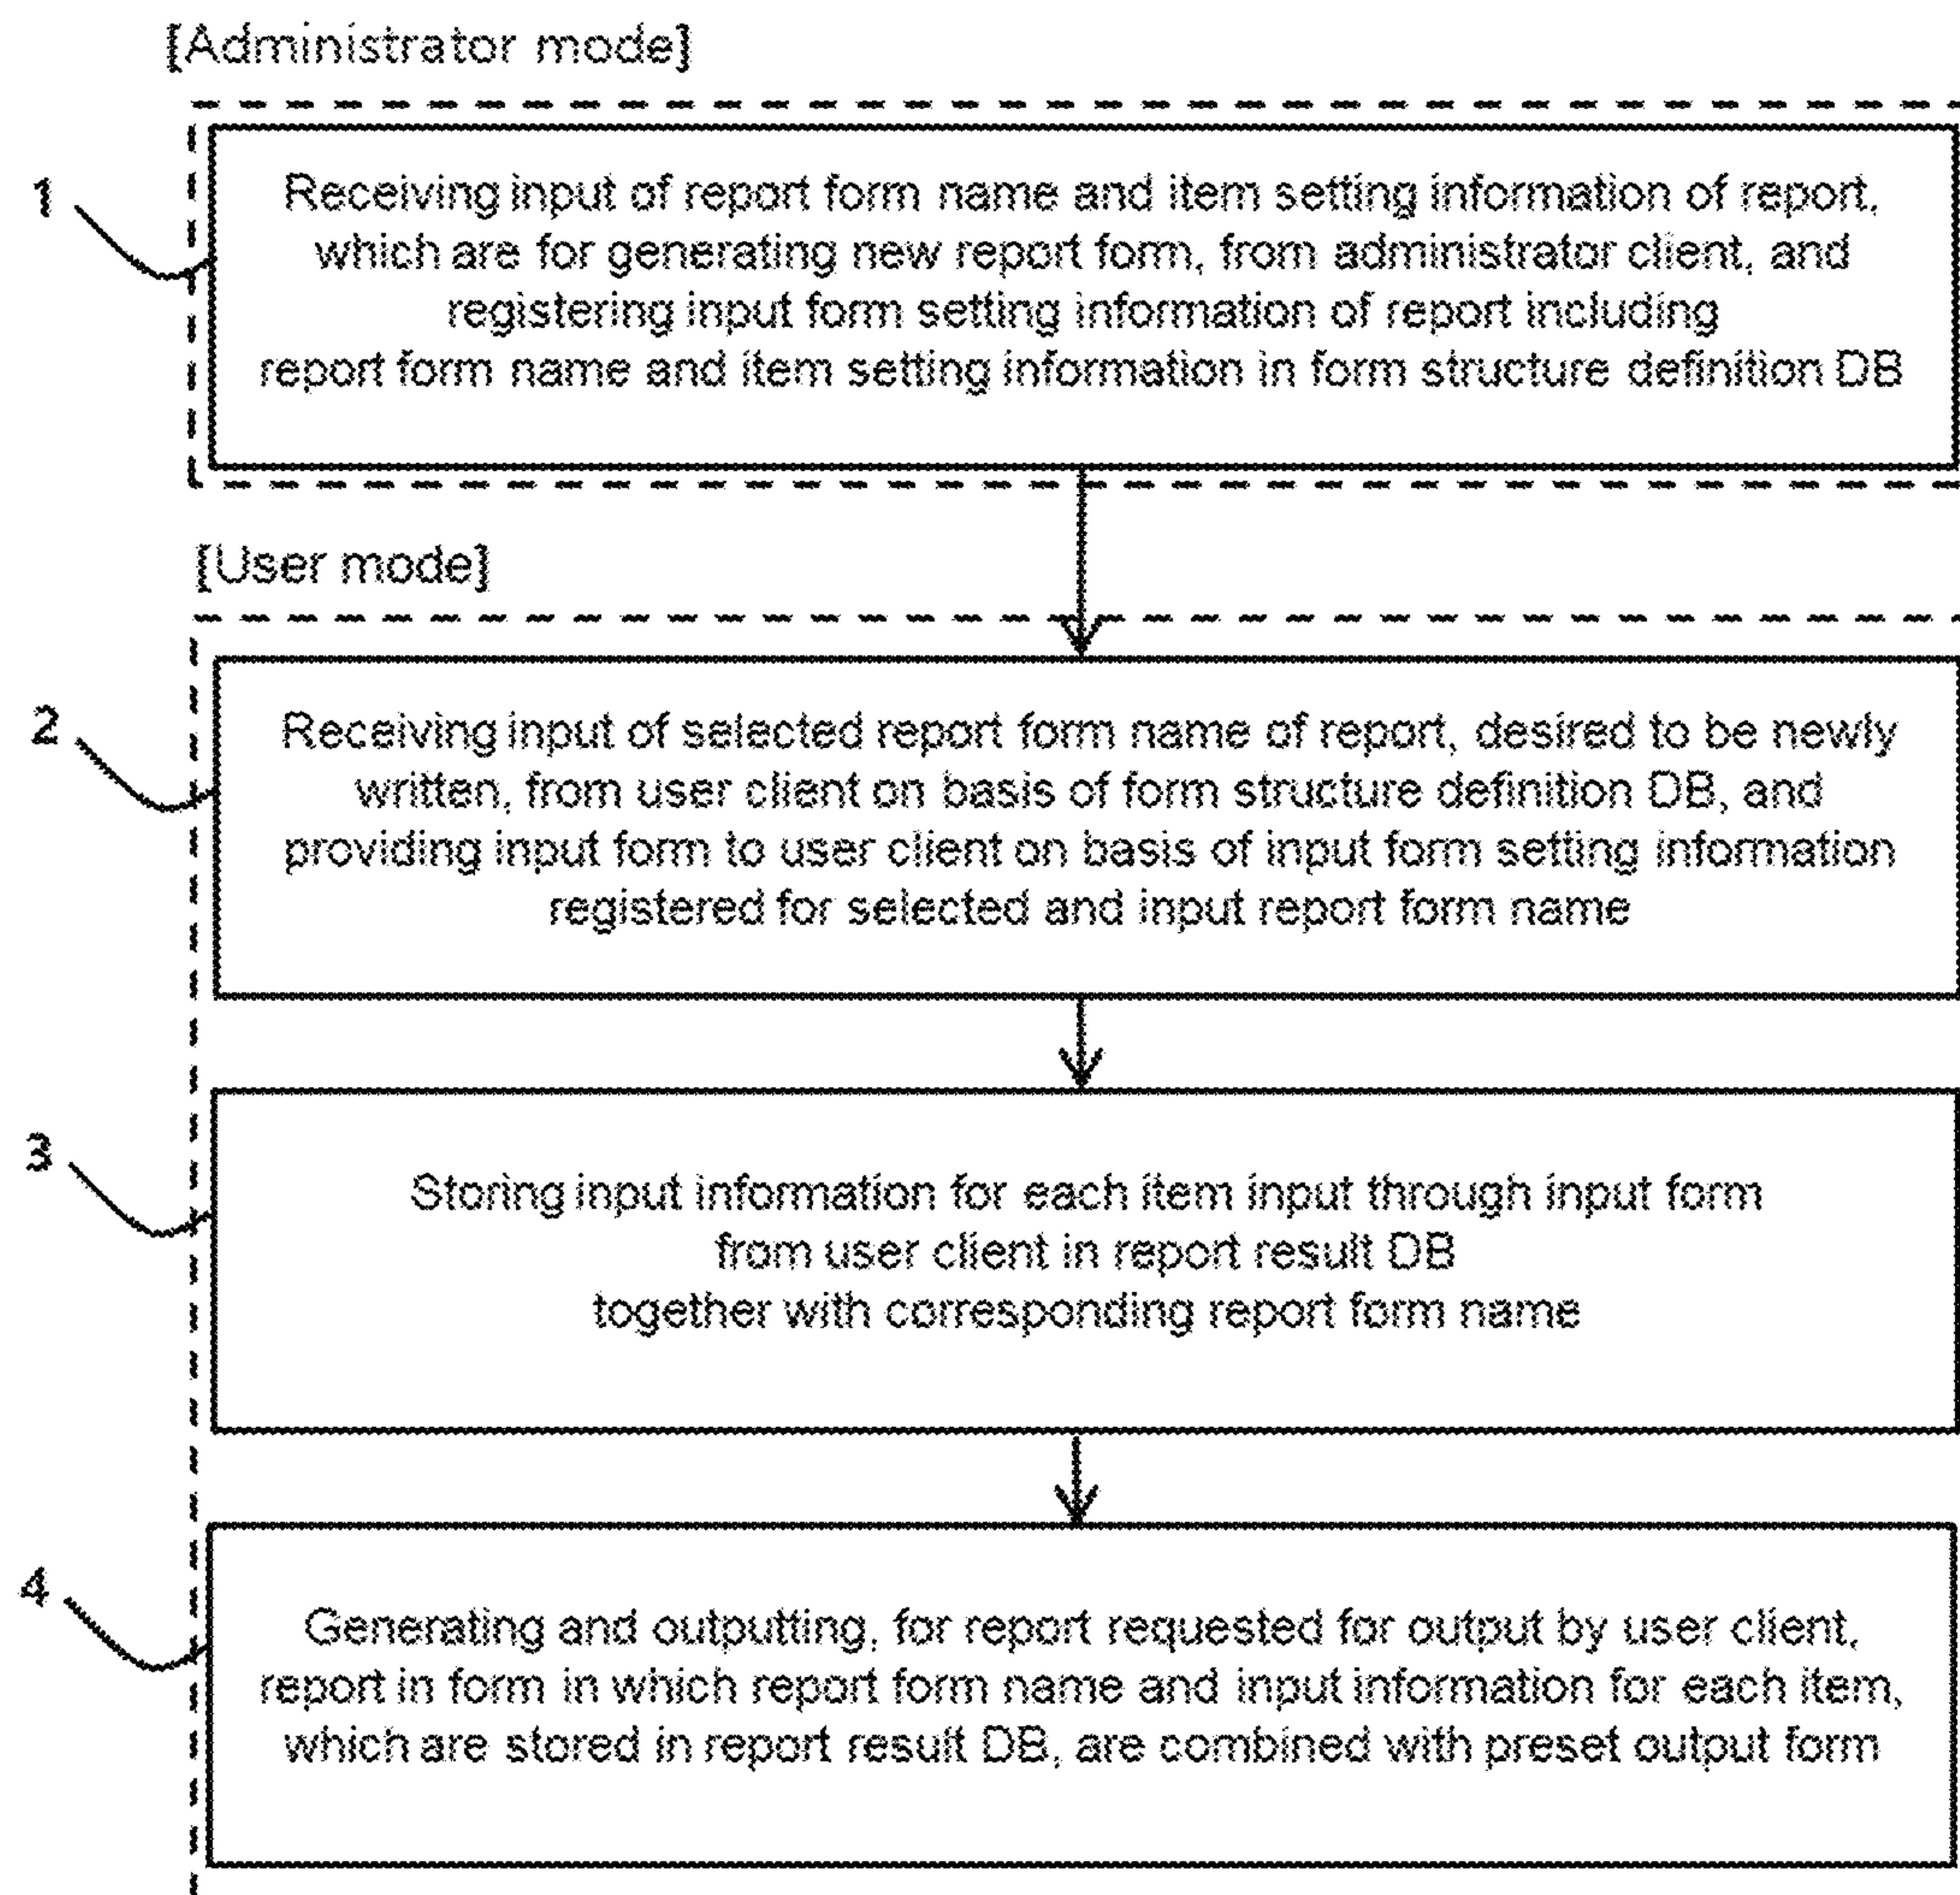 [Administrator mode]
1
Receiving input of report form name and item setting information of report,
which are for generating new report form, from administrator client, and
registering input form setting information of report including
report form name and item setting information in form structure definition DB
[User mode]
2
Receiving input of selected report form name of report, desired to be newly
written, from user client on basis of form structure definition DB, and
providing input form to user client on basis of input form setting information
registered for selected and input report form name
3
Storing input information for each item input through input form
from user client in report result DB
together with corresponding report form name
4
Generating and outputting, for report requested for output by user client,
report in form in which report form name and input information for each item,
which are stored in report result DB, are combined with preset output form